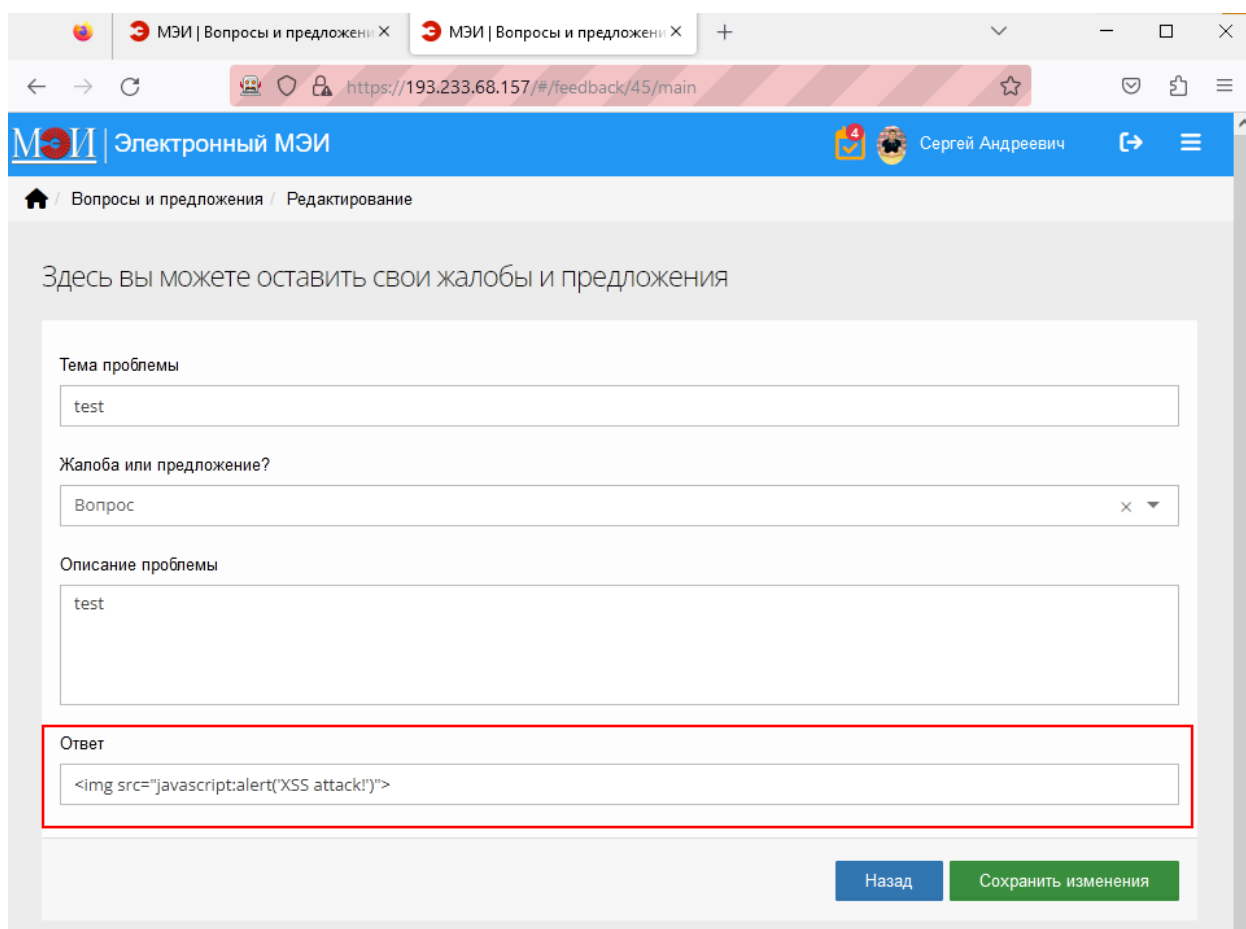 МЭИ | Вопросы и предложени
МЭИ | Вопросы и предложени
https://193.233.68.157/#/feedback/45/main
МЭИ | Электронный МЭИ
4
Сергей Андреевич
/ Вопросы и предложения / Редактирование
Здесь вы можете оставить свои жалобы и предложения
Тема проблемы
test
Жалоба или предложение?
Вопрос
Описание проблемы
test
Ответ
<img src="javascript:alert('XSS attack!')">
Назад
Сохранить изменения